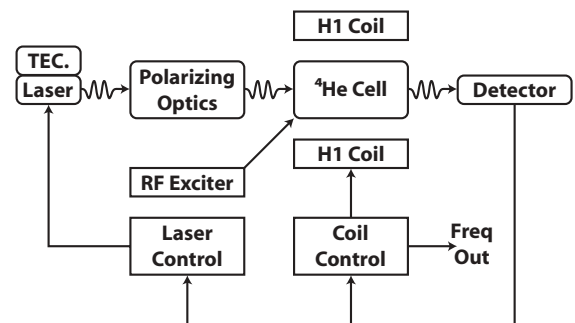 H1 Coil
TEC.
Laser
Polarizing
Optics
⁴He Cell
Detector
H1 Coil
RF Exciter
Laser
Control
Coil
Control
Freq
Out